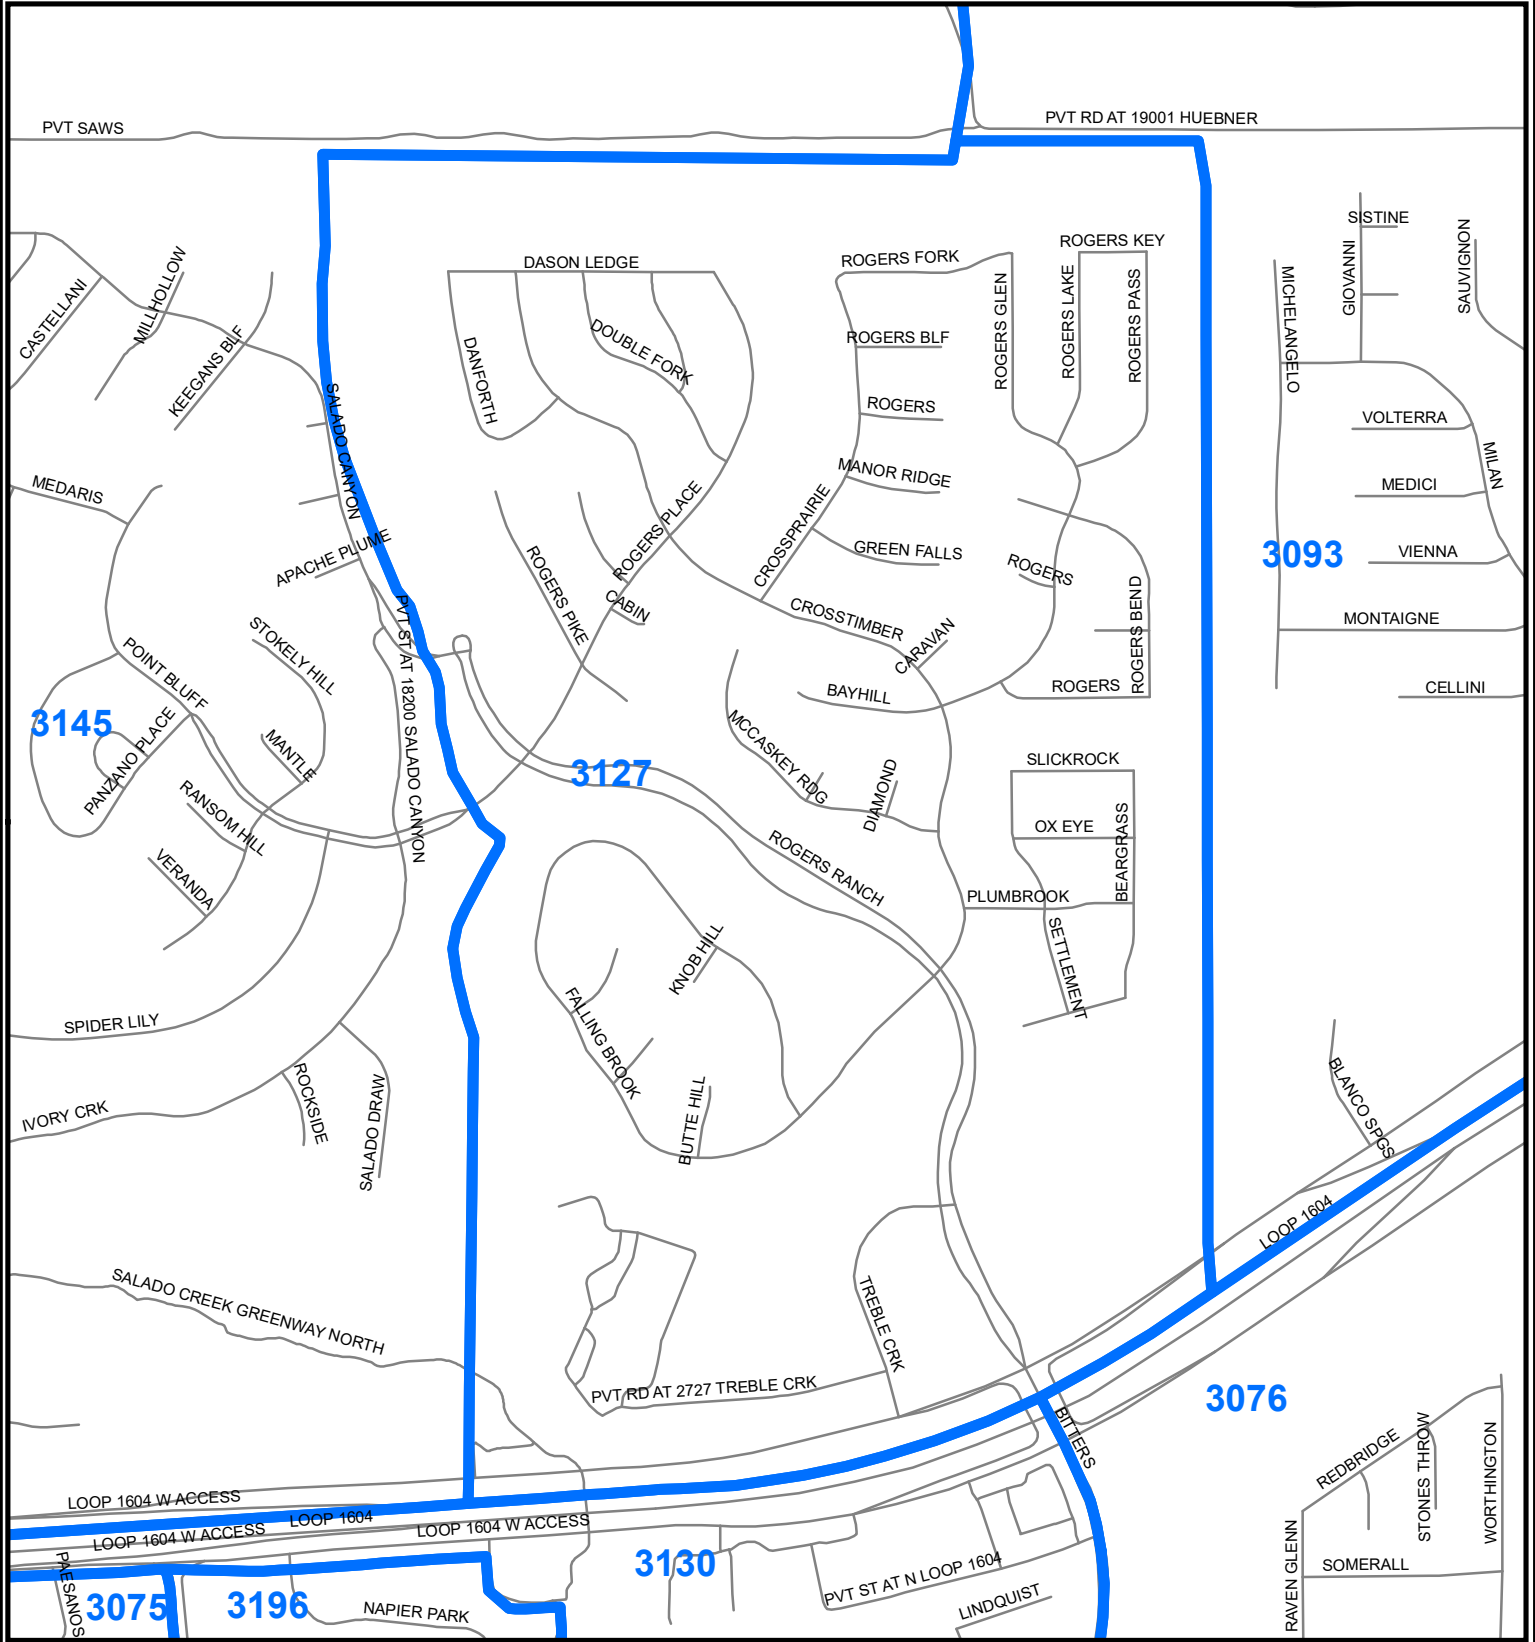 PVT SAWS
PVT RD AT 19001 HUEBNER
SISTINE
GIOVANNI
SAUVIGNON
MICHELANGELO
ROGERS KEY
ROGERS FORK
DASON LEDGE
MILLHOLLOW
CASTELLANI
KEEGANS BLF
DANFORTH
DOUBLE FORK
ROGERS BLF
ROGERS GLEN
ROGERS LAKE
ROGERS PASS
ROGERS
VOLTERRA
MILAN
MEDICI
SALADO CANYON
MEDARIS
MANOR RIDGE
CROSSPRAIRIE
ROGERS PLACE
GREEN FALLS
3093
VIENNA
APACHE PLUME
ROGERS PIKE
CABIN
ROGERS
CROSSTIMBER
CARAVAN
ROGERS BEND
MONTAIGNE
STOKELY HILL
PVT ST AT 18200 SALADO CANYON
POINT BLUFF
BAYHILL
ROGERS
CELLINI
3145
PANZANO PLACE
MANTLE
MCCASKEY RDG
DIAMOND
SLICKROCK
3127
RANSOM HILL
OX EYE
BEARGRASS
VERANDA
ROGERS RANCH
PLUMBROOK
SETTLEMENT
KNOB HILL
FALLING BROOK
SPIDER LILY
IVORY CRK
ROCKSIDE
SALADO DRAW
BUTTE HILL
BLANCO SPGS
LOOP 1604
SALADO CREEK GREENWAY NORTH
TREBLE CRK
PVT RD AT 2727 TREBLE CRK
3076
BITTERS
REDBRIDGE
STONES THROW
WORTHINGTON
LOOP 1604 W ACCESS
LOOP 1604
LOOP 1604 W ACCESS
LOOP 1604 W ACCESS
PAESANOS
3075
3196
3130
PVT ST AT N LOOP 1604
NAPIER PARK
LINDQUIST
RAVEN GLENN
SOMERALL